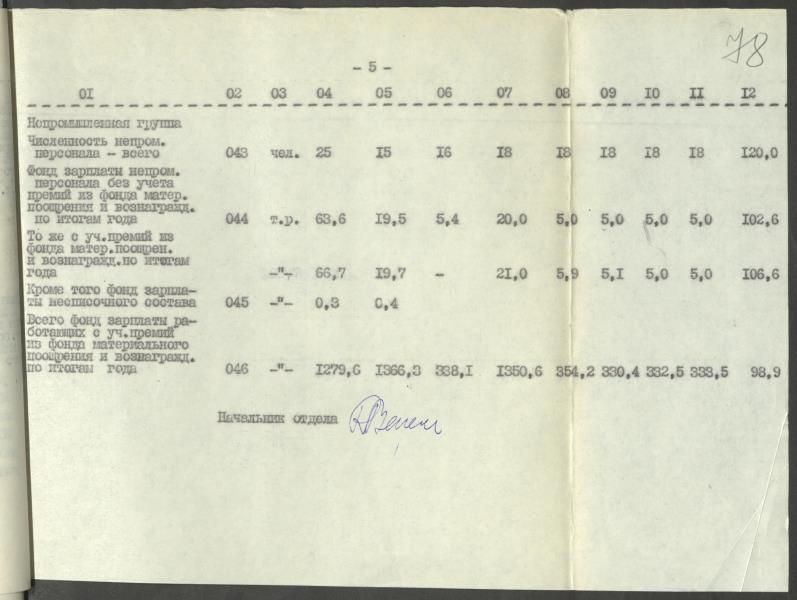 78
- 5 -
01 02 03 04 05 06 07 08 09 10 11 12
Непромышленная группа
Численность непром.
персонала - всего 043 чел. 25 15 16 18 18 18 18 18 120,0
Фонд зарплаты непром.
персонала без учета
премий из фонда матер.
поощрения и вознагражд.
по итогам года 044 т.р. 63,6 19,5 5,4 20,0 5,0 5,0 5,0 5,0 102,6
То же с уч.премий из
фонда матер.поощрен.
и вознагражд.по итогам
года -"- 66,7 19,7 - 21,0 5,9 5,1 5,0 5,0 106,6
Кроме того фонд зарпла-
ты несписочного состава 045 -"- 0,3 0,4
Всего фонд зарплаты ра-
ботающих с уч.премий
из фонда материального
поощрения и вознагражд.
по итогам года 046 -"- 1279,6 1366,3 338,1 1350,6 354,2 330,4 332,5 333,5 98,9
Начальник отдела